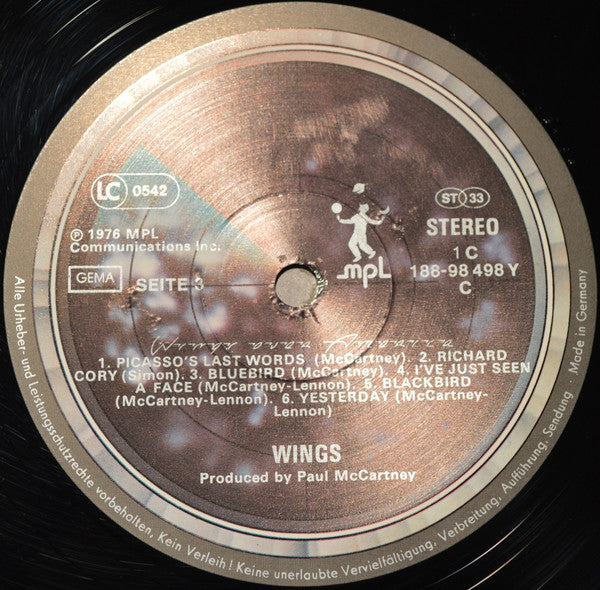 LC 0542
℗ 1976 MPL
Communications Inc.
GEMA
SEITE 3
mpL
ST 33
STEREO
1 C
188-98 498 Y
C
1. PICASSO'S LAST WORDS (McCartney). 2. RICHARD
CORY (Simon). 3. BLUEBIRD (McCartney). 4. I'VE JUST SEEN
A FACE (McCartney-Lennon). 5. BLACKBIRD
(McCartney-Lennon). 6. YESTERDAY (McCartney-
Lennon)
WINGS
Produced by Paul McCartney
Alle Urheber- und Leistungsschutzrechte vorbehalten, Kein Verleih! Keine unerlaubte Vervielfältigung, Verbreitung, Aufführung, Sendung · Made in Germany